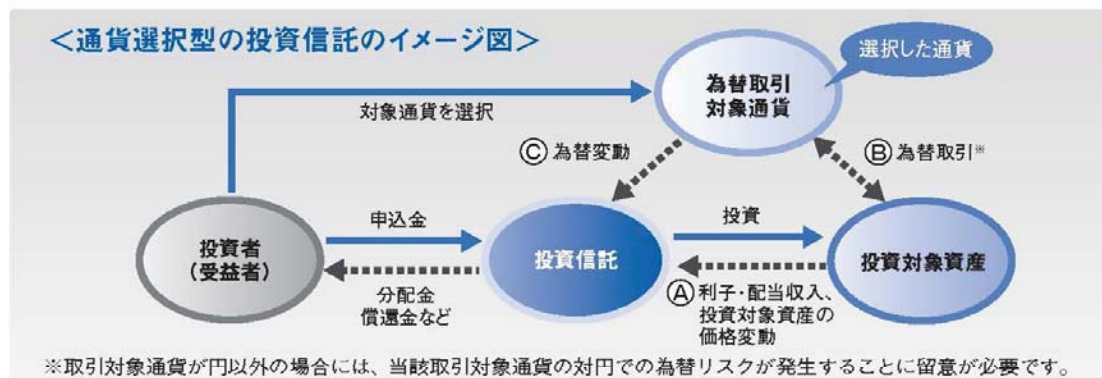 <通貨選択型の投資信託のイメージ図>
選択した通貨
為替取引
対象通貨
対象通貨を選択
Ⓒ 為替変動
Ⓑ 為替取引※
投資者
(受益者)
申込金
投資信託
投資
投資対象資産
分配金
償還金など
Ⓐ 利子・配当収入、
投資対象資産の
価格変動
※取引対象通貨が円以外の場合には、当該取引対象通貨の対円での為替リスクが発生することに留意が必要です。